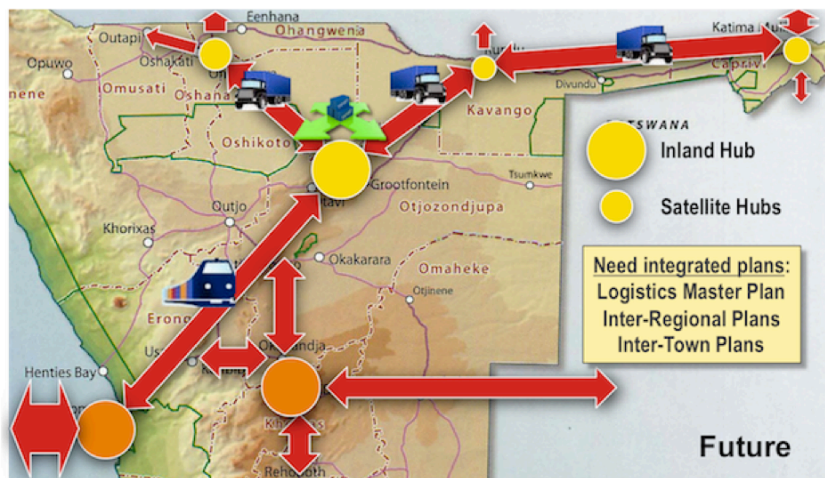 Eenhana
Ohangwena
Outapi
Oshakati
Opuwo
Omusati
Oshana
Katima
Caprivi
Divundu
Kavango
Oshikoto
TSWANA
Inland Hub
Grootfontein
Tsumkwe
Satellite Hubs
Outjo
Otjozondjupa
Khorixas
Okakarara
Omaheke
Otjinene
Need integrated plans:
Logistics Master Plan
Inter-Regional Plans
Inter-Town Plans
Henties Bay
Future